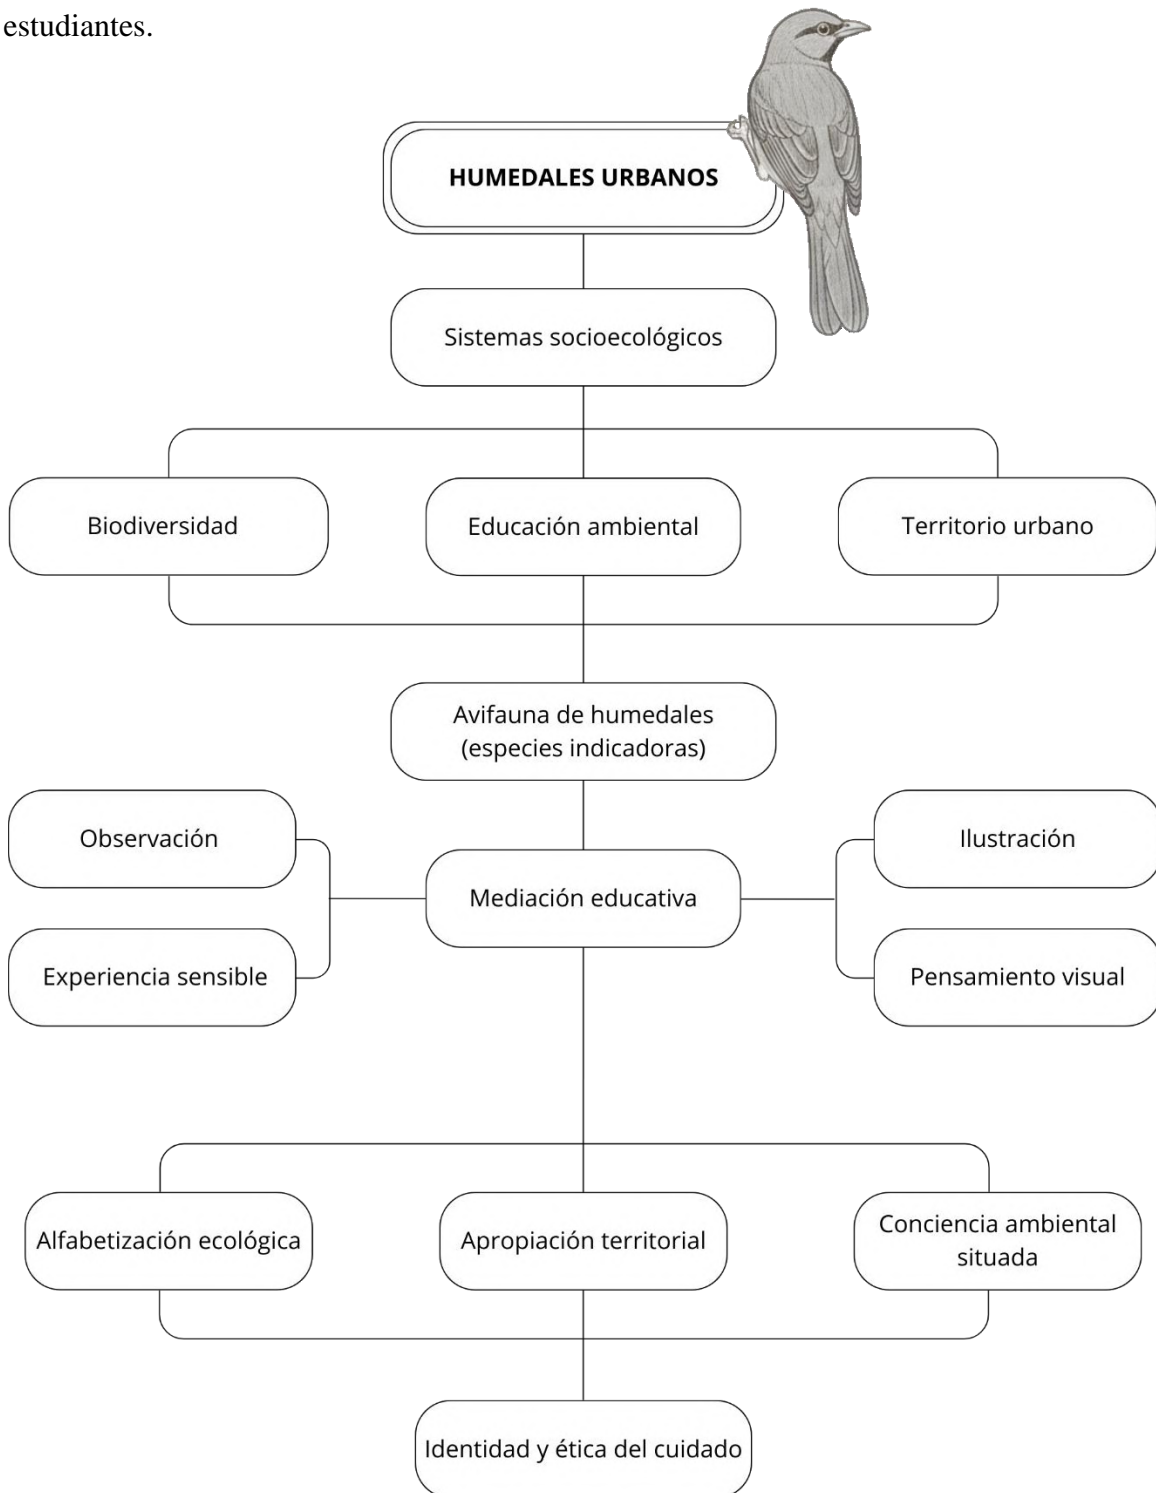 estudiantes.
HUMEDALES URBANOS
Sistemas socioecológicos
Biodiversidad
Educación ambiental
Territorio urbano
Avifauna de humedales
(especies indicadoras)
Observación
Ilustración
Mediación educativa
Experiencia sensible
Pensamiento visual
Alfabetización ecológica
Apropiación territorial
Conciencia ambiental
situada
Identidad y ética del cuidado